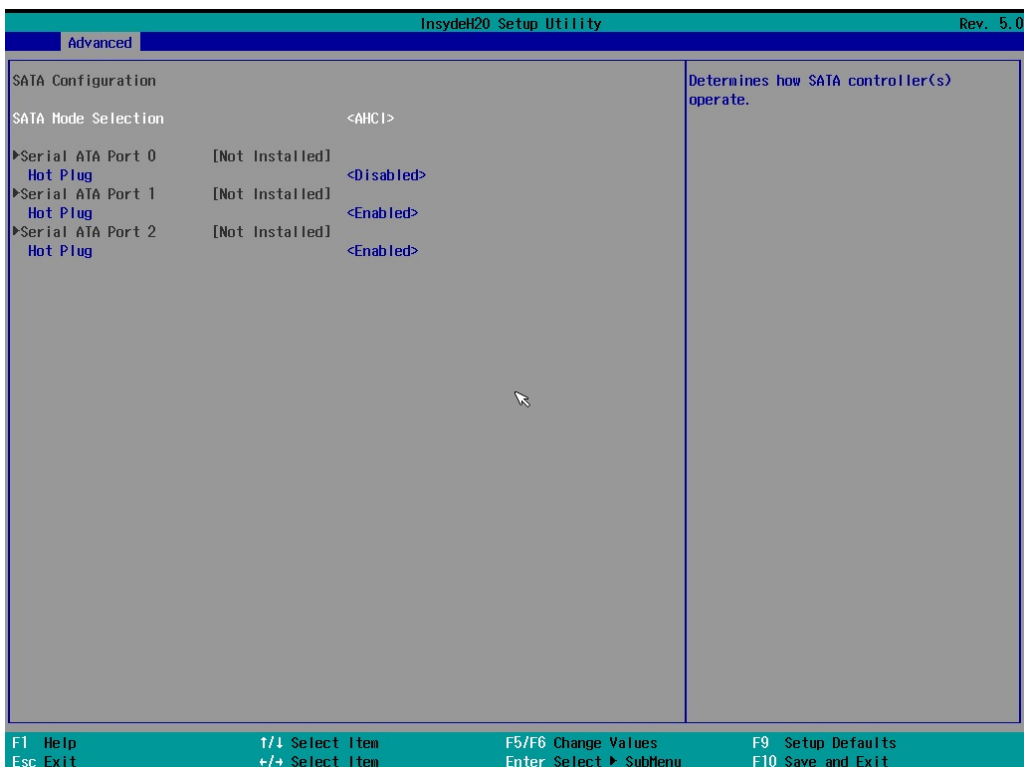 InsydeH20 Setup Utility Rev. 5.0
Advanced
SATA Configuration
SATA Mode Selection <AHCI>
▶Serial ATA Port 0 [Not Installed]
Hot Plug <Disabled>
▶Serial ATA Port 1 [Not Installed]
Hot Plug <Enabled>
▶Serial ATA Port 2 [Not Installed]
Hot Plug <Enabled>
Determines how SATA controller(s)
operate.
F1 Help ↑/↓ Select Item F5/F6 Change Values F9 Setup Defaults
Esc Exit ←/→ Select Item Enter Select ▶ SubMenu F10 Save and Exit